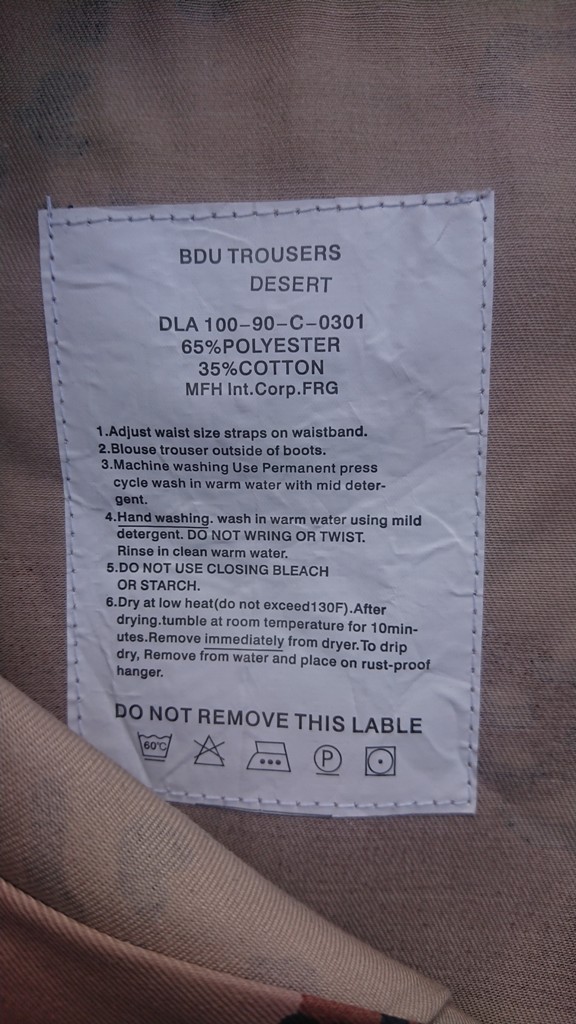 BDU TROUSERS
DESERT
DLA 100-90-C-0301
65%POLYESTER
35%COTTON
MFH Int.Corp.FRG
1.Adjust waist size straps on waistband.
2.Blouse trouser outside of boots.
3.Machine washing Use Permanent press
cycle wash in warm water with mid deter-
gent.
4.Hand washing. wash in warm water using mild
detergent. DO NOT WRING OR TWIST.
Rinse in clean warm water.
5.DO NOT USE CLOSING BLEACH
OR STARCH.
6.Dry at low heat(do not exceed130F).After
drying.tumble at room temperature for 10min-
utes.Remove immediately from dryer.To drip
dry, Remove from water and place on rust-proof
hanger.
DO NOT REMOVE THIS LABLE
60°C P